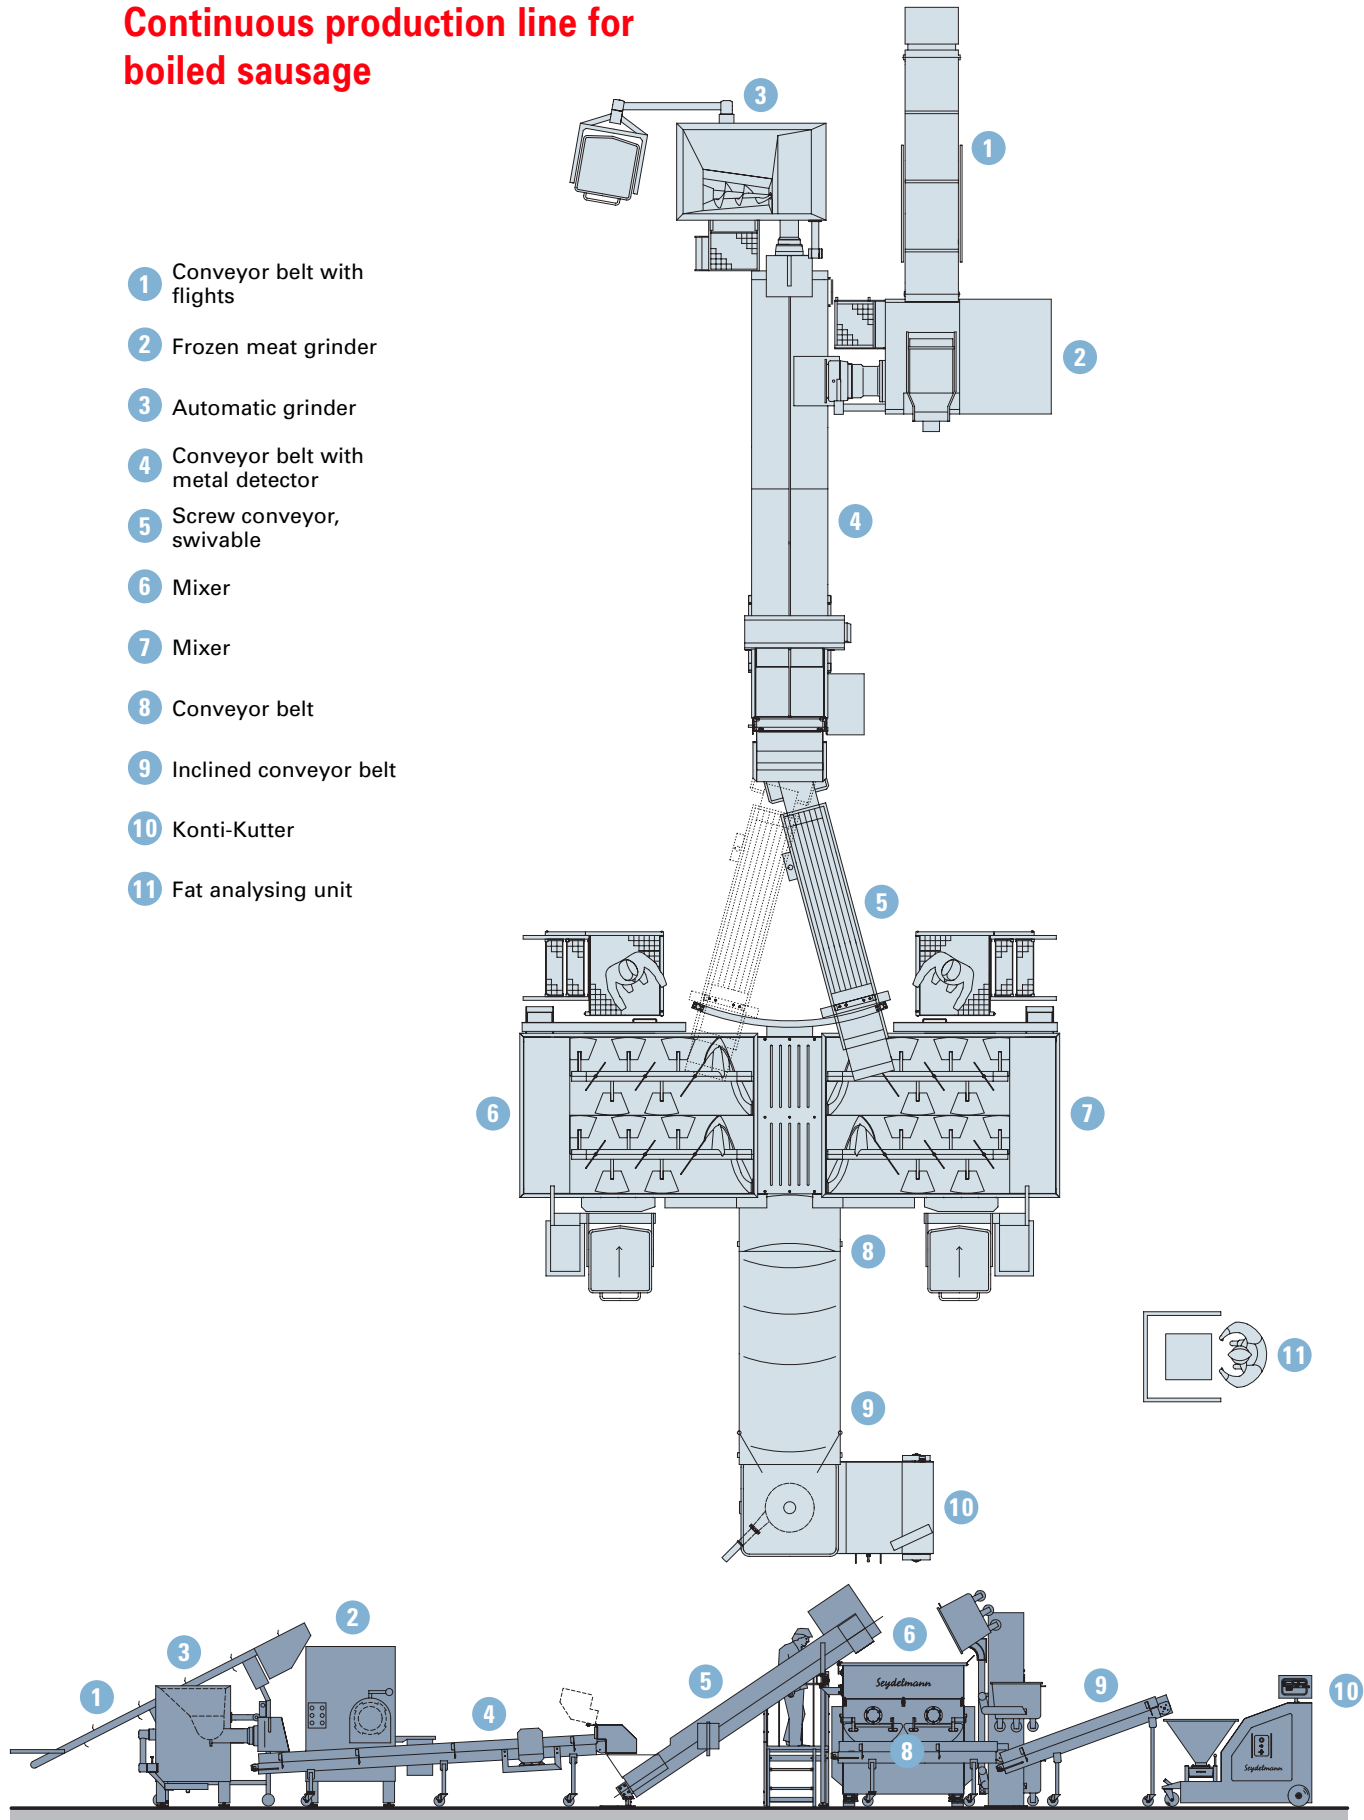 Continuous production line for
boiled sausage
3
1
1 Conveyor belt with
flights
2 Frozen meat grinder
2
3 Automatic grinder
4 Conveyor belt with
metal detector
5 Screw conveyor,
swivable
4
6 Mixer
7 Mixer
8 Conveyor belt
9 Inclined conveyor belt
10 Konti-Kutter
11 Fat analysing unit
5
6
7
8
11
9
10
2
3
6
1
5
4
9
10
Seydelmann
8
Seydelmann